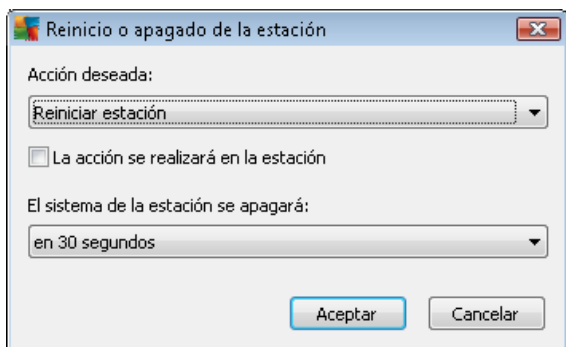 Reinicio o apagado de la estación
Acción deseada:
Reiniciar estación
La acción se realizará en la estación
El sistema de la estación se apagará:
en 30 segundos
Aceptar
Cancelar